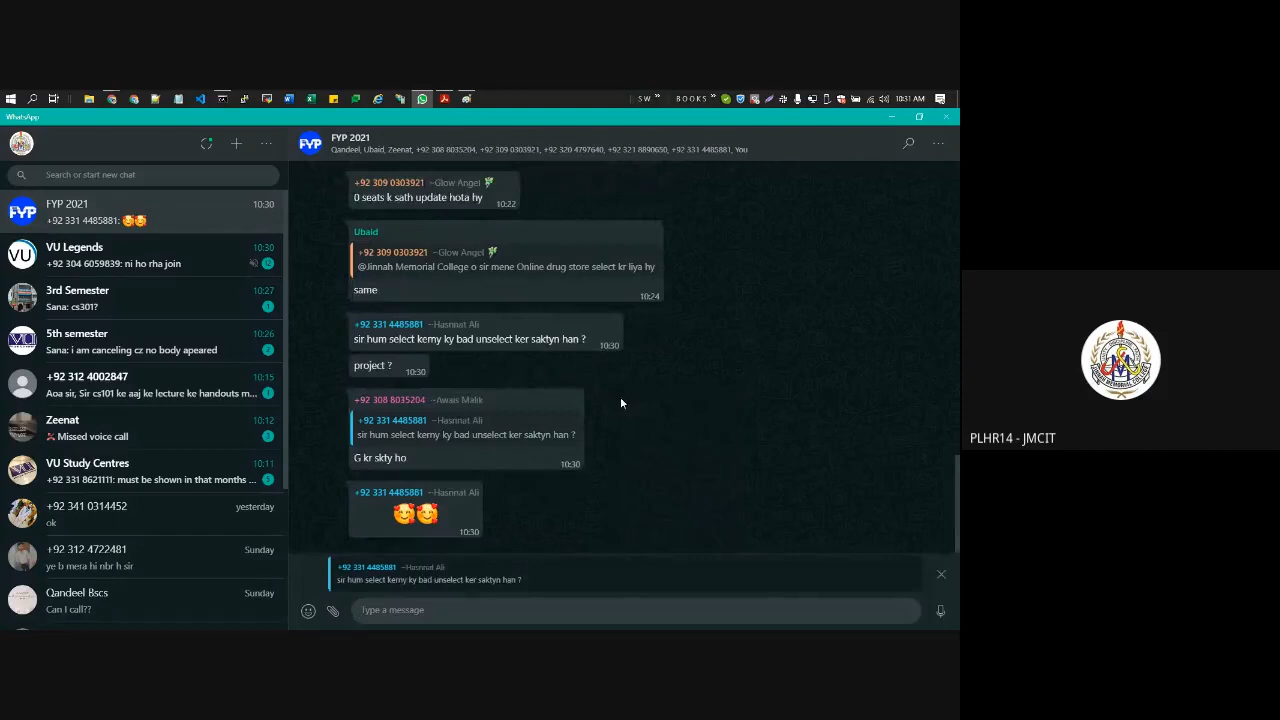 SW
BOOKS
10:31 AM
WhatsApp
Search or start new chat
FYP
FYP 2021
10:30
+92 331 4485881: 🥰🥰
VU
VU Legends
10:30
+92 304 6059839: ni ho rha join
3rd Semester
10:27
Sana: cs301?
1
5th semester
10:26
Sana: i am canceling cz no body apeared
+92 312 4002847
10:15
Aoa sir, Sir cs101 ke aaj ke lecture ke handouts m...
1
Zeenat
10:12
Missed voice call
VU Study Centres
10:11
+92 331 8621111: must be shown in that months ...
+92 341 0314452
yesterday
ok
+92 312 4722481
Sunday
ye b mera hi nbr h sir
Qandeel Bscs
Sunday
Can I call??
FYP
FYP 2021
Qandeel, Ubaid, Zeenat, +92 308 8035204, +92 309 0303921, +92 320 4797640, +92 321 8890650, +92 331 4485881, You
+92 309 0303921 ~Glow Angel 🌿
0 seats k sath update hota hy
10:22
Ubaid
+92 309 0303921 ~Glow Angel 🌿
@Jinnah Memorial College o sir mene Online drug store select kr liya hy
same
10:24
+92 331 4485881 ~Hasnnat Ali
sir hum select kerny ky bad unselect ker saktyn han ?
10:30
project ?
10:30
+92 308 8035204 ~Awais Malik
+92 331 4485881 ~Hasnnat Ali
sir hum select kerny ky bad unselect ker saktyn han ?
G kr skty ho
10:30
+92 331 4485881 ~Hasnnat Ali
🥰🥰
10:30
+92 331 4485881 ~Hasnnat Ali
sir hum select kerny ky bad unselect ker saktyn han ?
Type a message
PLHR14 - JMCIT